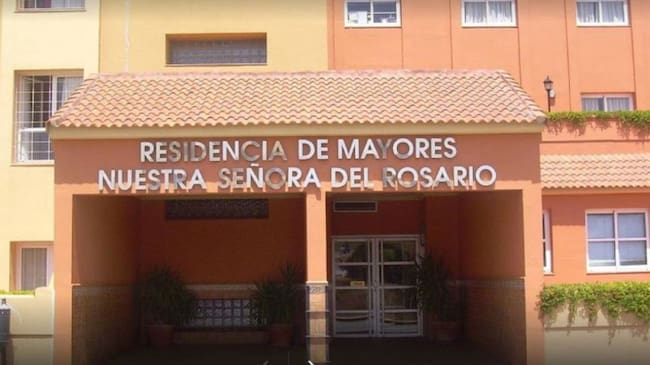 RESIDENCIA DE MAYORES
NUESTRA SEÑORA DEL ROSARIO